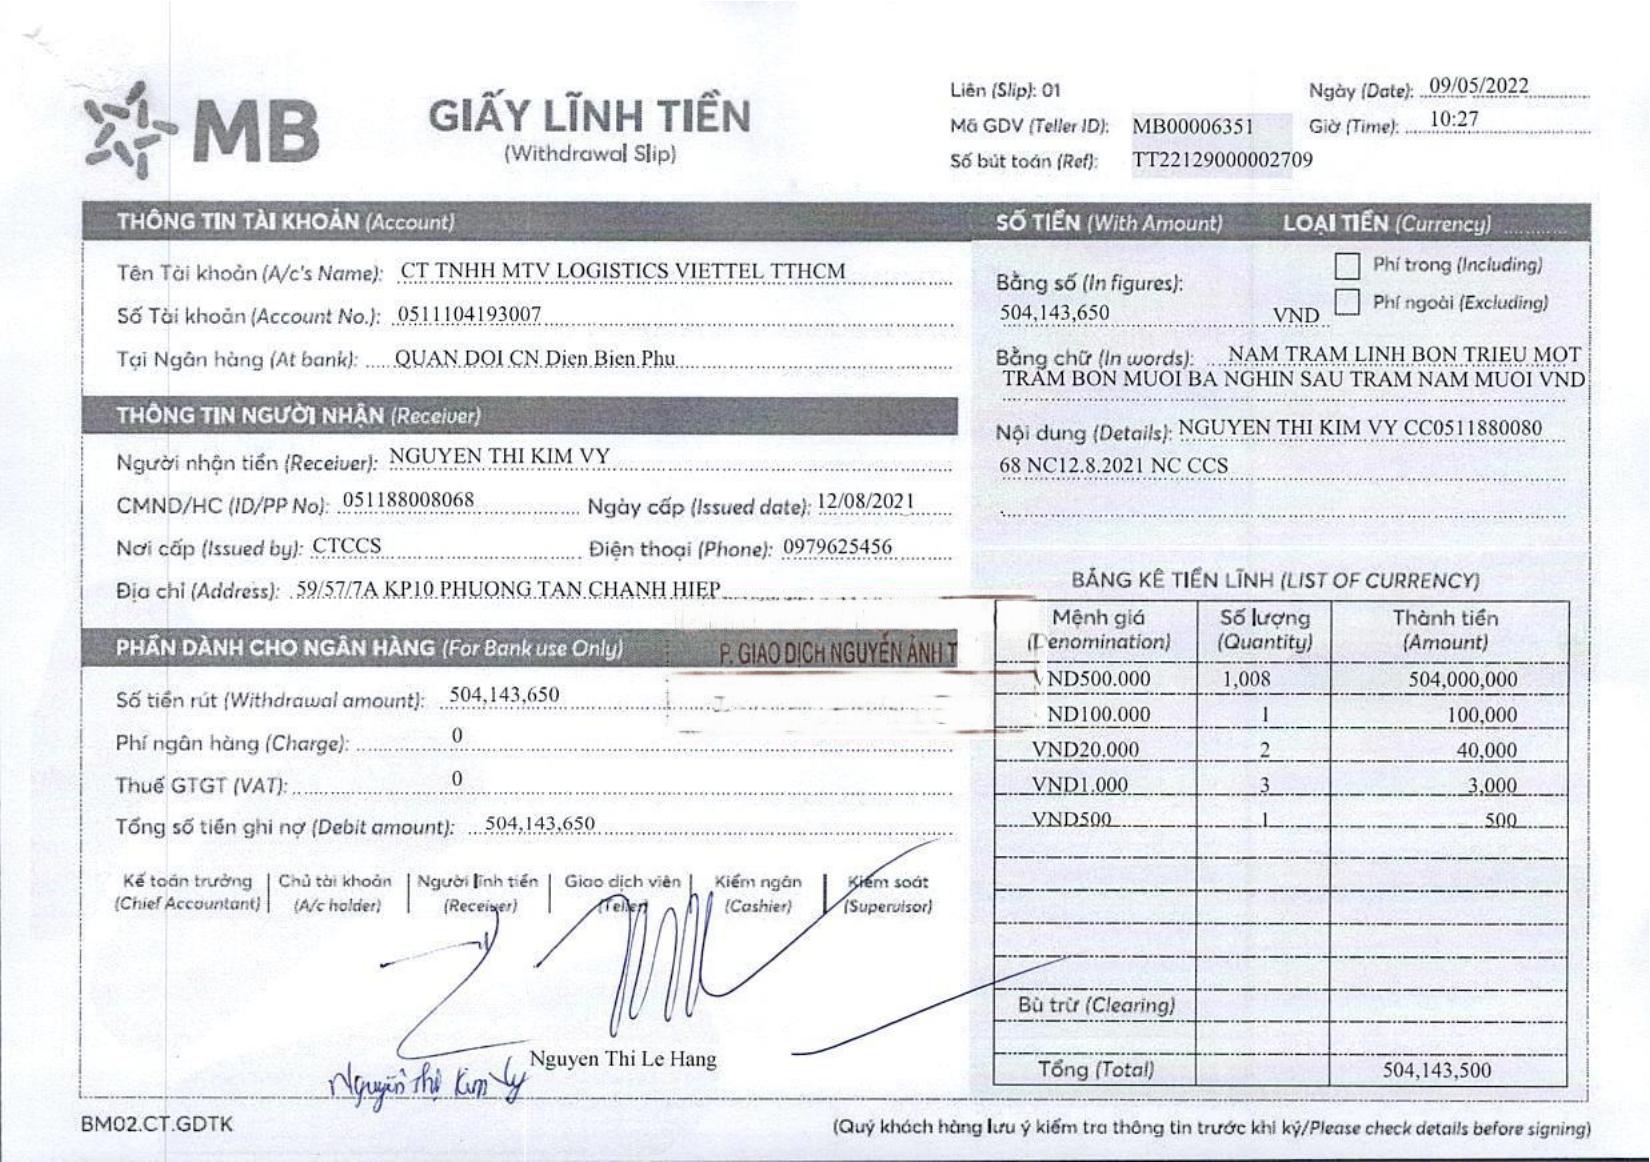 MB
GIẤY LĨNH TIỀN
(Withdrawal Slip)
Liên (Slip): 01
Mã GDV (Teller ID): MB00006351
Số bút toán (Ref): TT22129000002709
Ngày (Date): 09/05/2022
Giờ (Time): 10:27
THÔNG TIN TÀI KHOẢN (Account)
Tên Tài khoản (A/c's Name): CT TNHH MTV LOGISTICS VIETTEL TTHCM
Số Tài khoản (Account No.): 0511104193007
Tại Ngân hàng (At bank): QUAN DOI CN Dien Bien Phu
THÔNG TIN NGƯỜI NHẬN (Receiver)
Người nhận tiền (Receiver): NGUYEN THI KIM VY
CMND/HC (ID/PP No): 051188008068 Ngày cấp (Issued date): 12/08/2021
Nơi cấp (Issued by): CTCCS Điện thoại (Phone): 0979625456
Địa chỉ (Address): 59/57/7A KP10 PHUONG TAN CHANH HIEP
PHẦN DÀNH CHO NGÂN HÀNG (For Bank use Only)
P. GIAO DỊCH NGUYỄN ẢNH T
Số tiền rút (Withdrawal amount): 504,143,650
Phí ngân hàng (Charge): 0
Thuế GTGT (VAT): 0
Tổng số tiền ghi nợ (Debit amount): 504,143,650
Kế toán trưởng Chủ tài khoản Người lĩnh tiền Giao dịch viên Kiểm ngân Kiểm soát
(Chief Accountant) (A/c holder) (Receiver) (Teller) (Cashier) (Supervisor)
Nguyen Thi Le Hang
Nguyễn Thị Kim Vy
SỐ TIỀN (With Amount) LOẠI TIỀN (Currency)
Phí trong (Including)
Bằng số (In figures):
504,143,650 VND
Phí ngoài (Excluding)
Bằng chữ (In words): NAM TRAM LINH BON TRIEU MOT
TRAM BON MUOI BA NGHIN SAU TRAM NAM MUOI VND
Nội dung (Details): NGUYEN THI KIM VY CC0511880080
68 NC12.8.2021 NC CCS
BẢNG KÊ TIỀN LĨNH (LIST OF CURRENCY)
Mệnh giá Số lượng Thành tiền
(Denomination) (Quantity) (Amount)
VND500.000 1,008 504,000,000
ND100.000 1 100,000
VND20.000 2 40,000
VND1.000 3 3,000
VND500 1 500
Bù trừ (Clearing)
Tổng (Total) 504,143,500
BM02.CT.GDTK
(Quý khách hàng lưu ý kiểm tra thông tin trước khi ký/Please check details before signing)